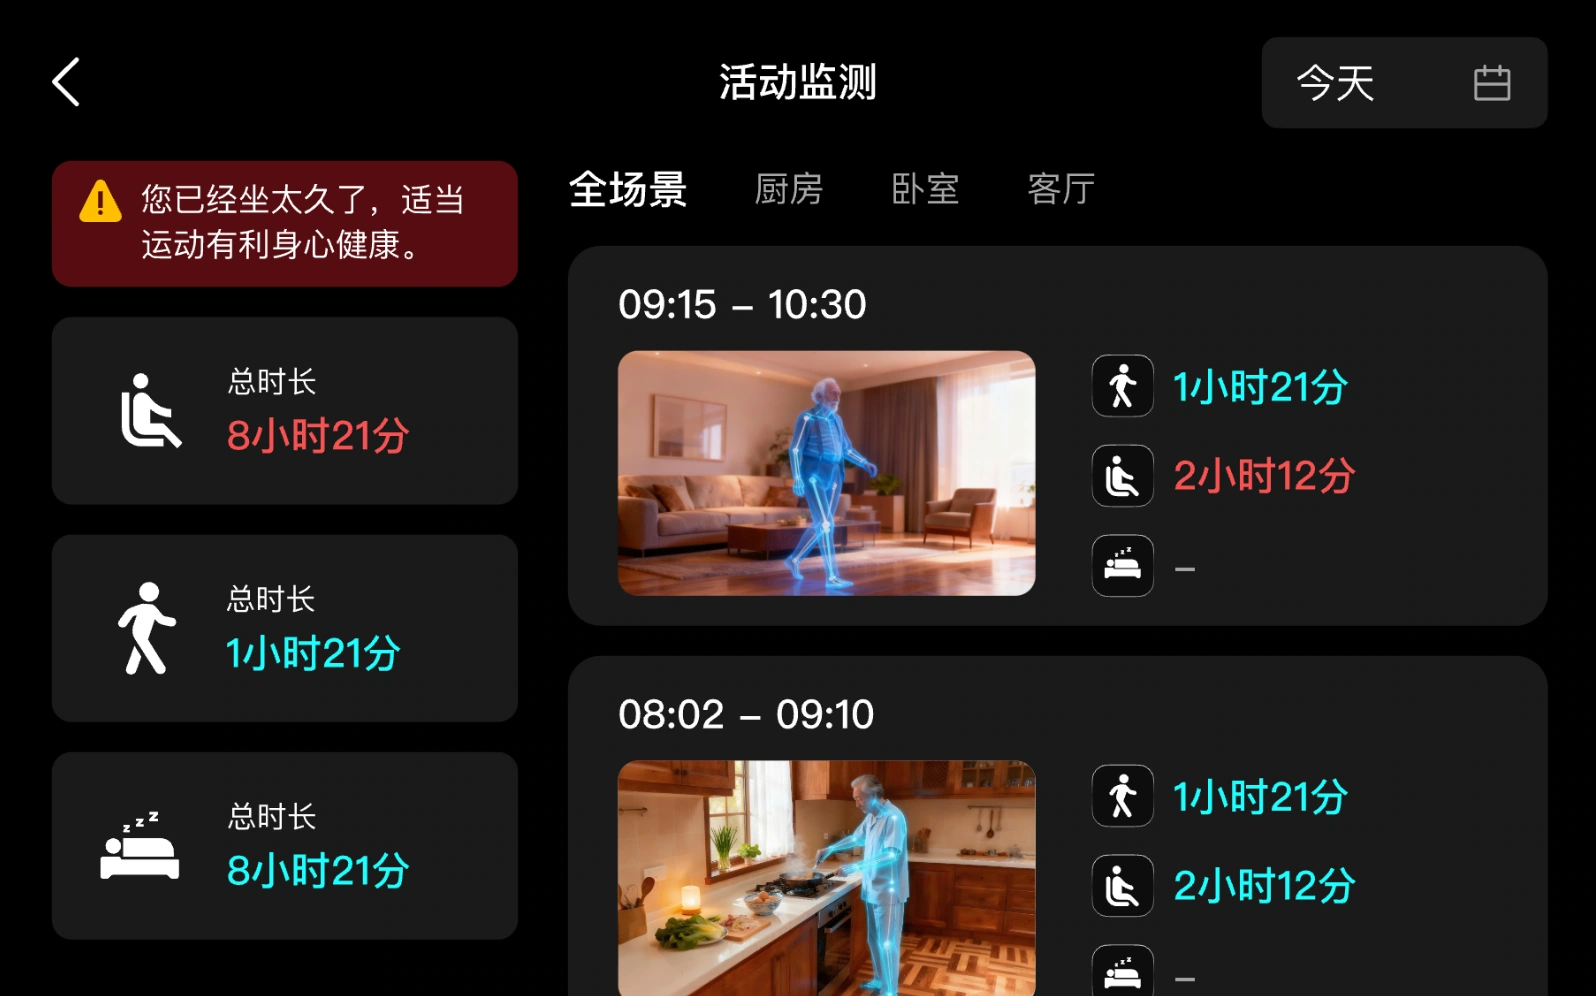 活动监测
今天
您已经坐太久了，适当
运动有利身心健康。
总时长
8小时21分
总时长
1小时21分
总时长
8小时21分
全场景 厨房 卧室 客厅
09:15 – 10:30
1小时21分
2小时12分
–
08:02 – 09:10
1小时21分
2小时12分
–